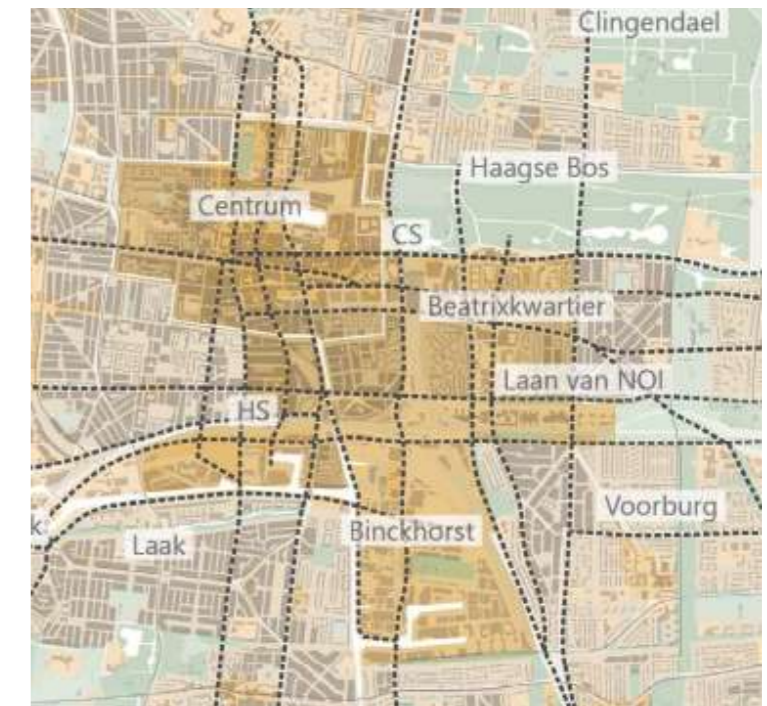 Clingendael
Haagse Bos
Centrum
CS
Beatrixkwartier
Laan van NOI
HS
Voorburg
k
Binckhorst
Laak